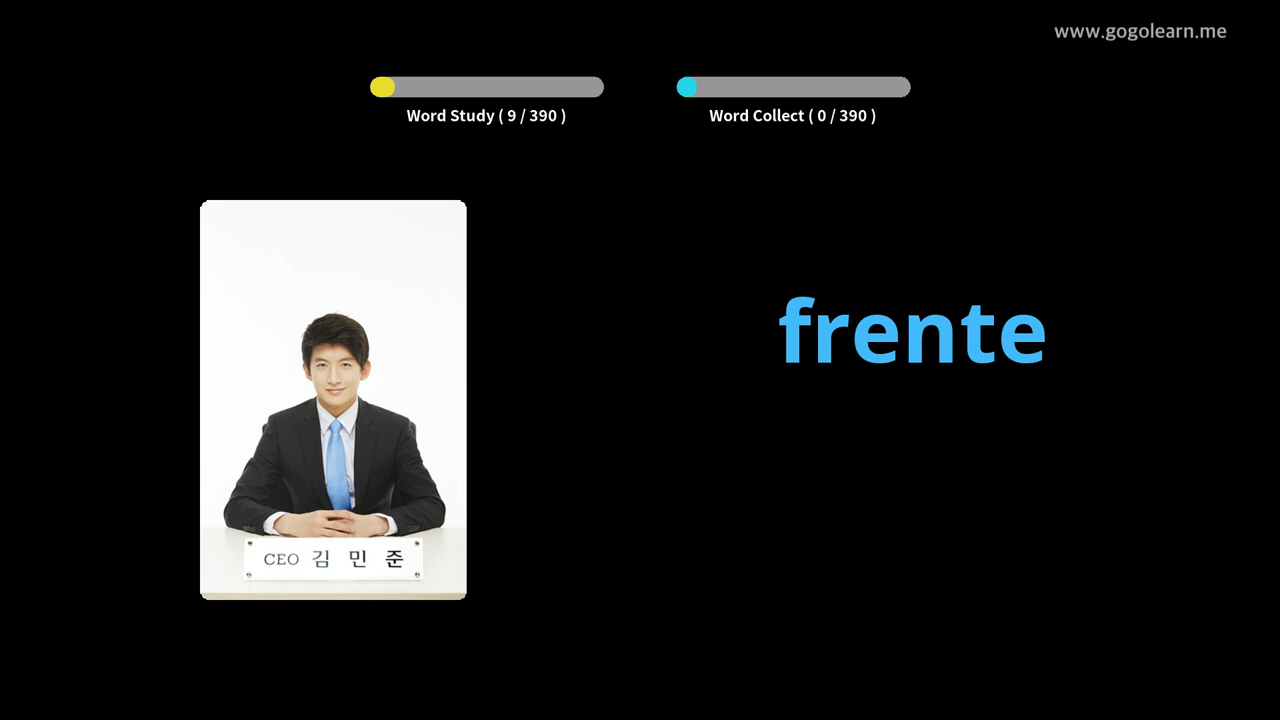 www.gogolearn.me
Word Study ( 9 / 390 )
Word Collect ( 0 / 390 )
frente
CEO 김 민 준